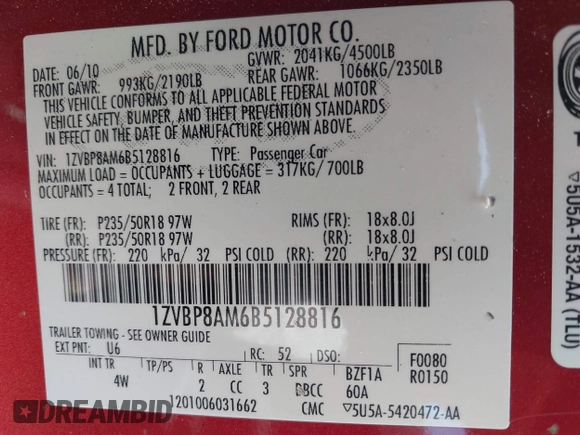 MFD. BY FORD MOTOR CO.
DATE: 06/10 GVWR: 2041KG/4500LB
FRONT GAWR: 993KG/2190LB REAR GAWR: 1066KG/2350LB
THIS VEHICLE CONFORMS TO ALL APPLICABLE FEDERAL MOTOR
VEHICLE SAFETY, BUMPER, AND THEFT PREVENTION STANDARDS
IN EFFECT ON THE DATE OF MANUFACTURE SHOWN ABOVE.
VIN: 1ZVBP8AM6B5128816 TYPE: Passenger Car
MAXIMUM LOAD = OCCUPANTS + LUGGAGE = 317KG/700LB
OCCUPANTS = 4 TOTAL; 2 FRONT, 2 REAR
TIRE (FR): P235/50R18 97W RIMS (FR): 18x8.0J
(RR): P235/50R18 97W (RR): 18x8.0J
PRESSURE (FR): 220 kPa/ 32 PSI COLD (RR): 220 kPa/ 32 PSI COLD
1ZVBP8AM6B5128816
TRAILER TOWING - SEE OWNER GUIDE
EXT PNT: U6 RC: 52 DSO: F0080
R0150
INT TR TP/PS R AXLE TR SPR BZF1A
4W 2 CC 3 BBCC 60A
1201006031662 CMC ▽5U5A-5420472-AA
5U5A-1532-AA (TLU)
DREAMBID